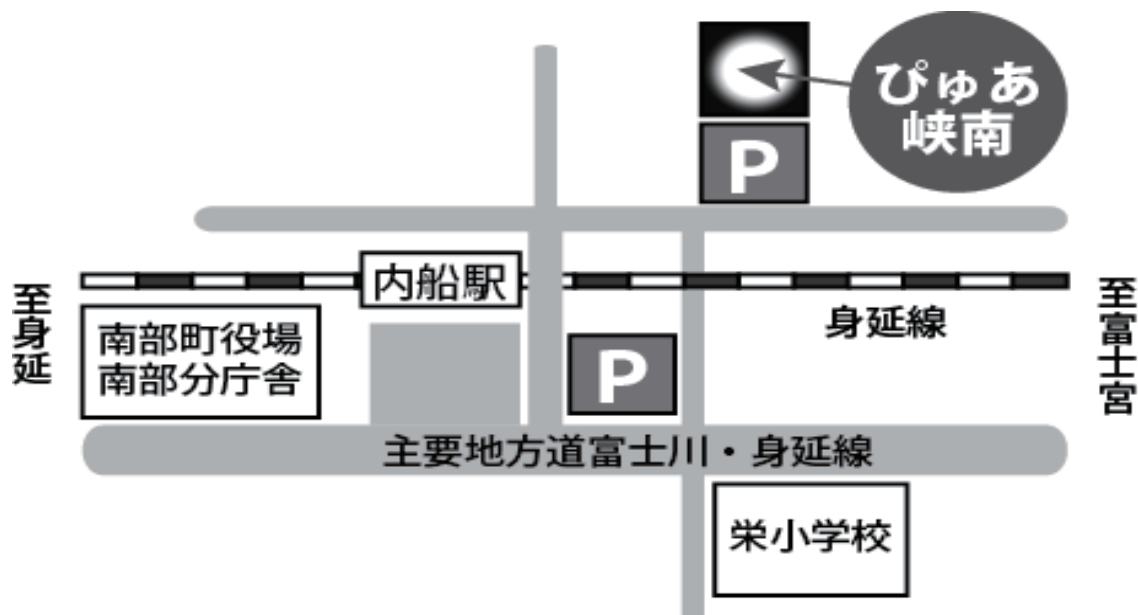 ぴゅあ
峡南
P
内船駅
至身延
至富士宮
身延線
南部町役場
南部分庁舎
P
主要地方道富士川・身延線
栄小学校